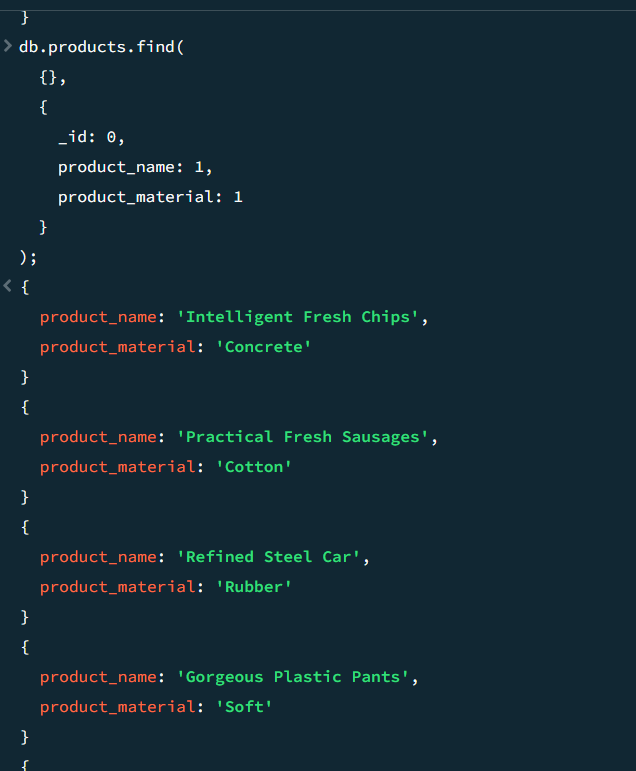 }
db.products.find(
{},
{
_id: 0,
product_name: 1,
product_material: 1
}
);
{
product_name: 'Intelligent Fresh Chips',
product_material: 'Concrete'
}
{
product_name: 'Practical Fresh Sausages',
product_material: 'Cotton'
}
{
product_name: 'Refined Steel Car',
product_material: 'Rubber'
}
{
product_name: 'Gorgeous Plastic Pants',
product_material: 'Soft'
}
{